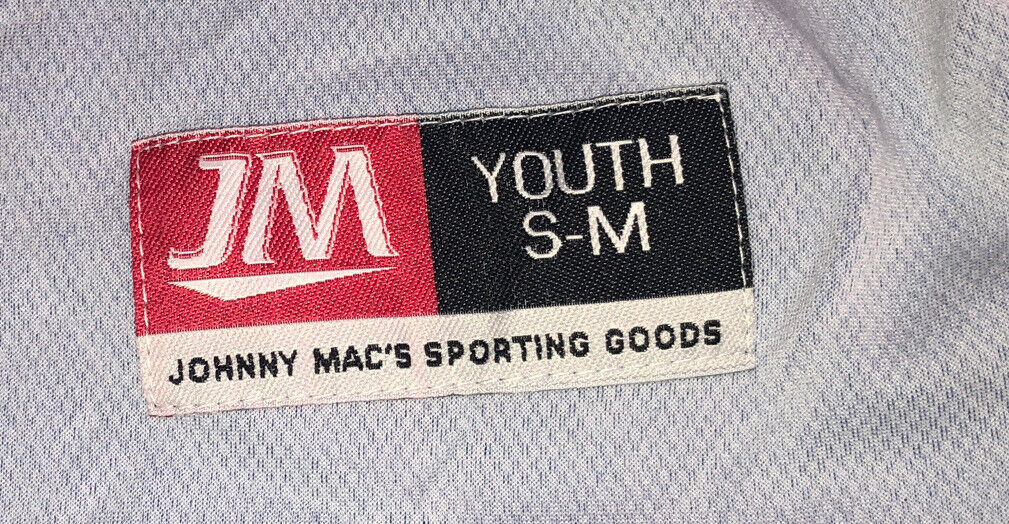 JM
YOUTH
S-M
JOHNNY MAC'S SPORTING GOODS